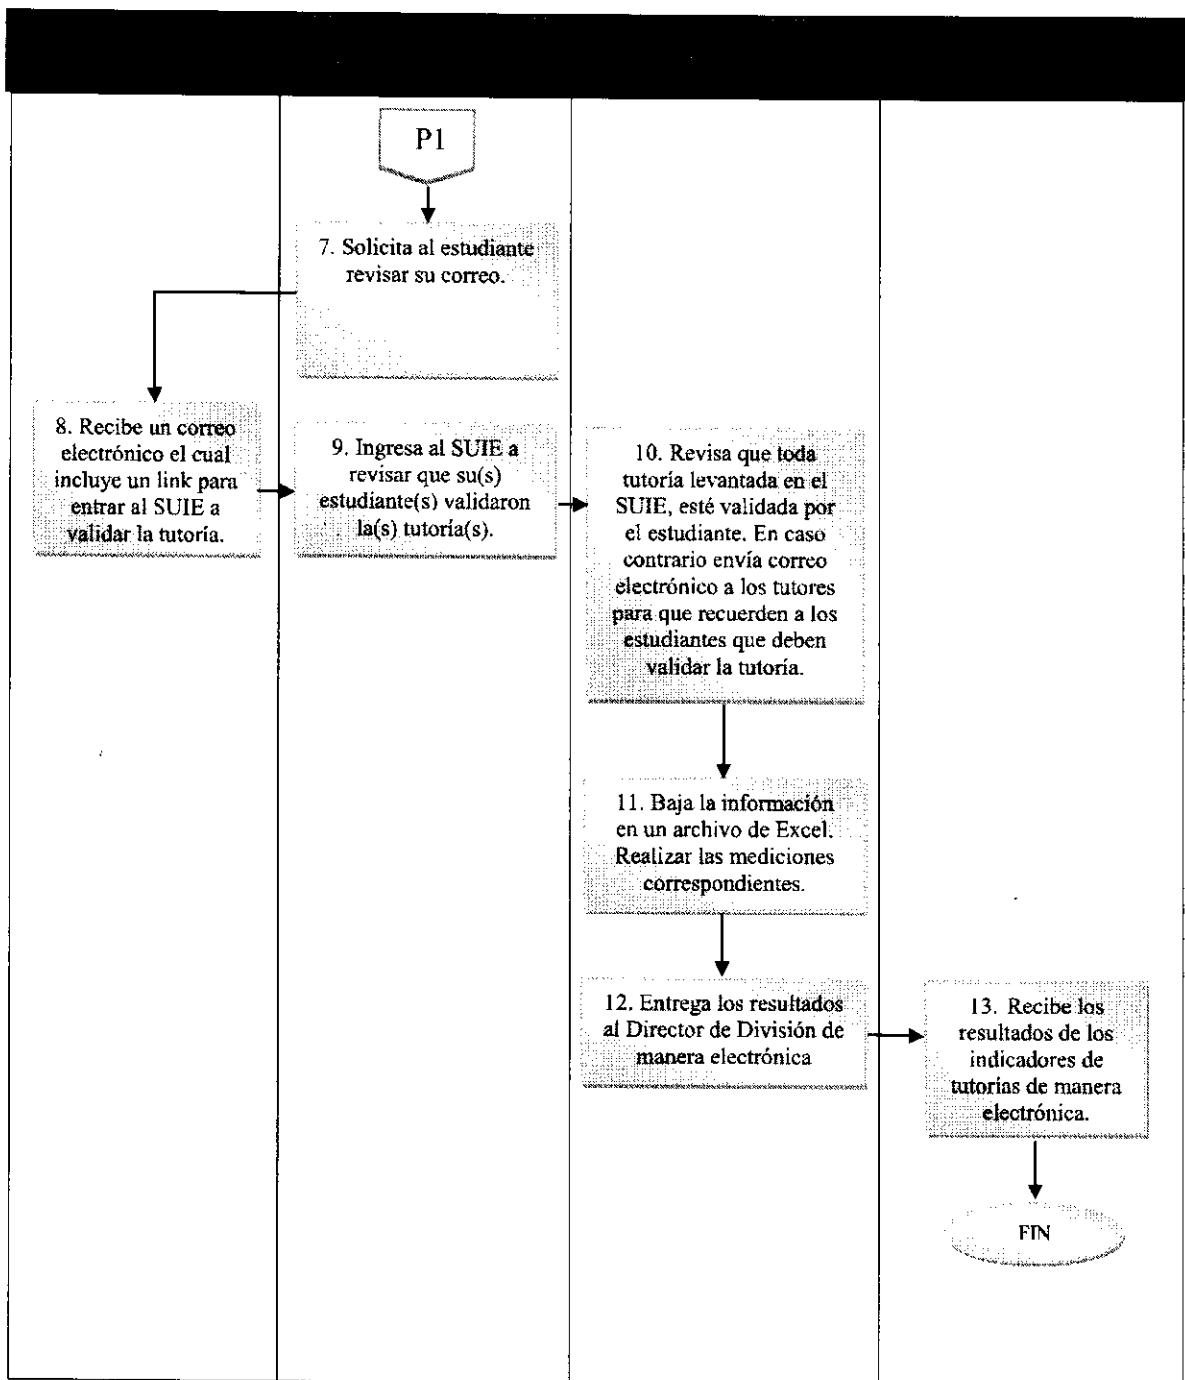 P1
7. Solicita al estudiante
revisar su correo.
8. Recibe un correo
electrónico el cual
incluye un link para
entrar al SUIE a
validar la tutoría.
9. Ingresa al SUIE a
revisar que su(s)
estudiante(s) validaron
la(s) tutoría(s).
10. Revisa que toda
tutoría levantada en el
SUIE, esté validada por
el estudiante. En caso
contrario envía correo
electrónico a los tutores
para que recuerden a los
estudiantes que deben
validar la tutoría.
11. Baja la información
en un archivo de Excel.
Realizar las mediciones
correspondientes.
12. Entrega los resultados
al Director de División de
manera electrónica
13. Recibe los
resultados de los
indicadores de
tutorías de manera
electrónica.
FIN